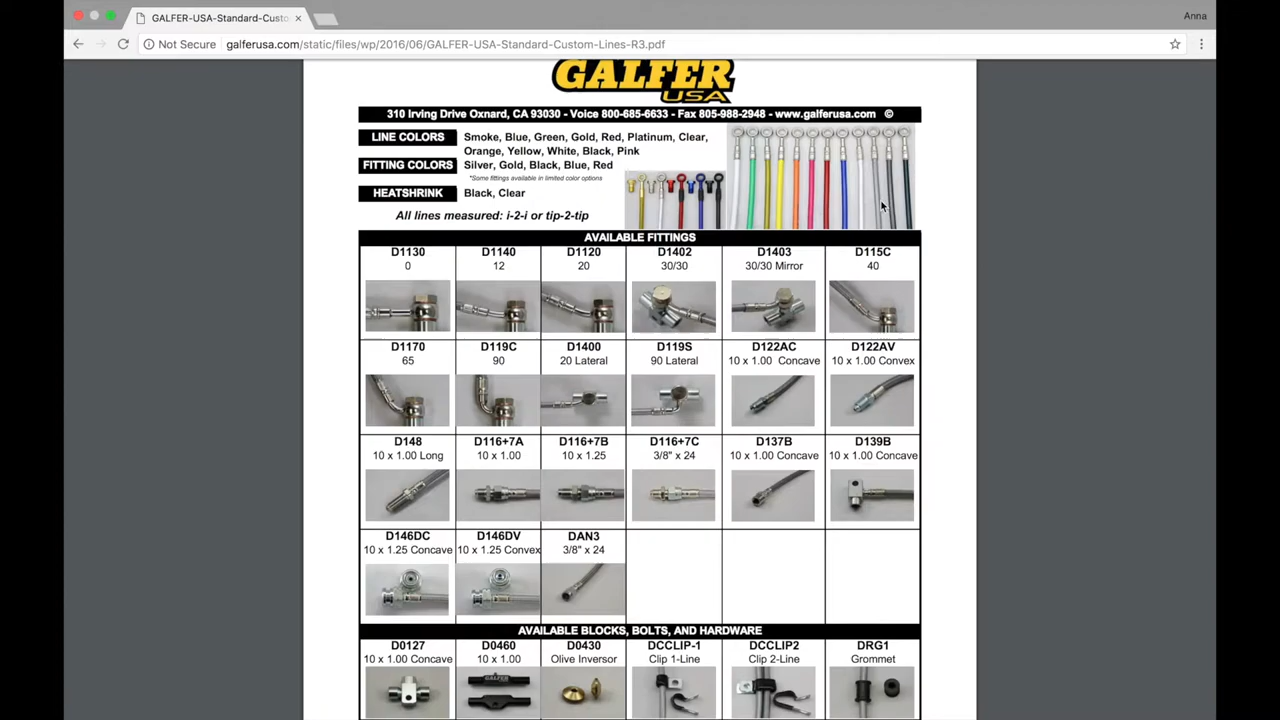 GALFER-USA-Standard-Custo
Anna
Not Secure galferusa.com/static/files/wp/2016/06/GALFER-USA-Standard-Custom-Lines-R3.pdf
GALFER
USA
310 Irving Drive Oxnard, CA 93030 - Voice 800-685-6633 - Fax 805-988-2948 - www.galferusa.com ©
LINE COLORS Smoke, Blue, Green, Gold, Red, Platinum, Clear,
Orange, Yellow, White, Black, Pink
FITTING COLORS Silver, Gold, Black, Blue, Red
*Some fittings available in limited color options
HEATSHRINK Black, Clear
All lines measured: i-2-i or tip-2-tip
AVAILABLE FITTINGS
D1130 D1140 D1120 D1402 D1403 D115C
0 12 20 30/30 30/30 Mirror 40
D1170 D119C D1400 D119S D122AC D122AV
65 90 20 Lateral 90 Lateral 10 x 1.00 Concave 10 x 1.00 Convex
D148 D116+7A D116+7B D116+7C D137B D139B
10 x 1.00 Long 10 x 1.00 10 x 1.25 3/8" x 24 10 x 1.00 Concave 10 x 1.00 Concave
D146DC D146DV DAN3
10 x 1.25 Concave 10 x 1.25 Convex 3/8" x 24
AVAILABLE BLOCKS, BOLTS, AND HARDWARE
D0127 D0460 D0430 DCCLIP-1 DCCLIP2 DRG1
10 x 1.00 Concave 10 x 1.00 Olive Inversor Clip 1-Line Clip 2-Line Grommet
GALFER